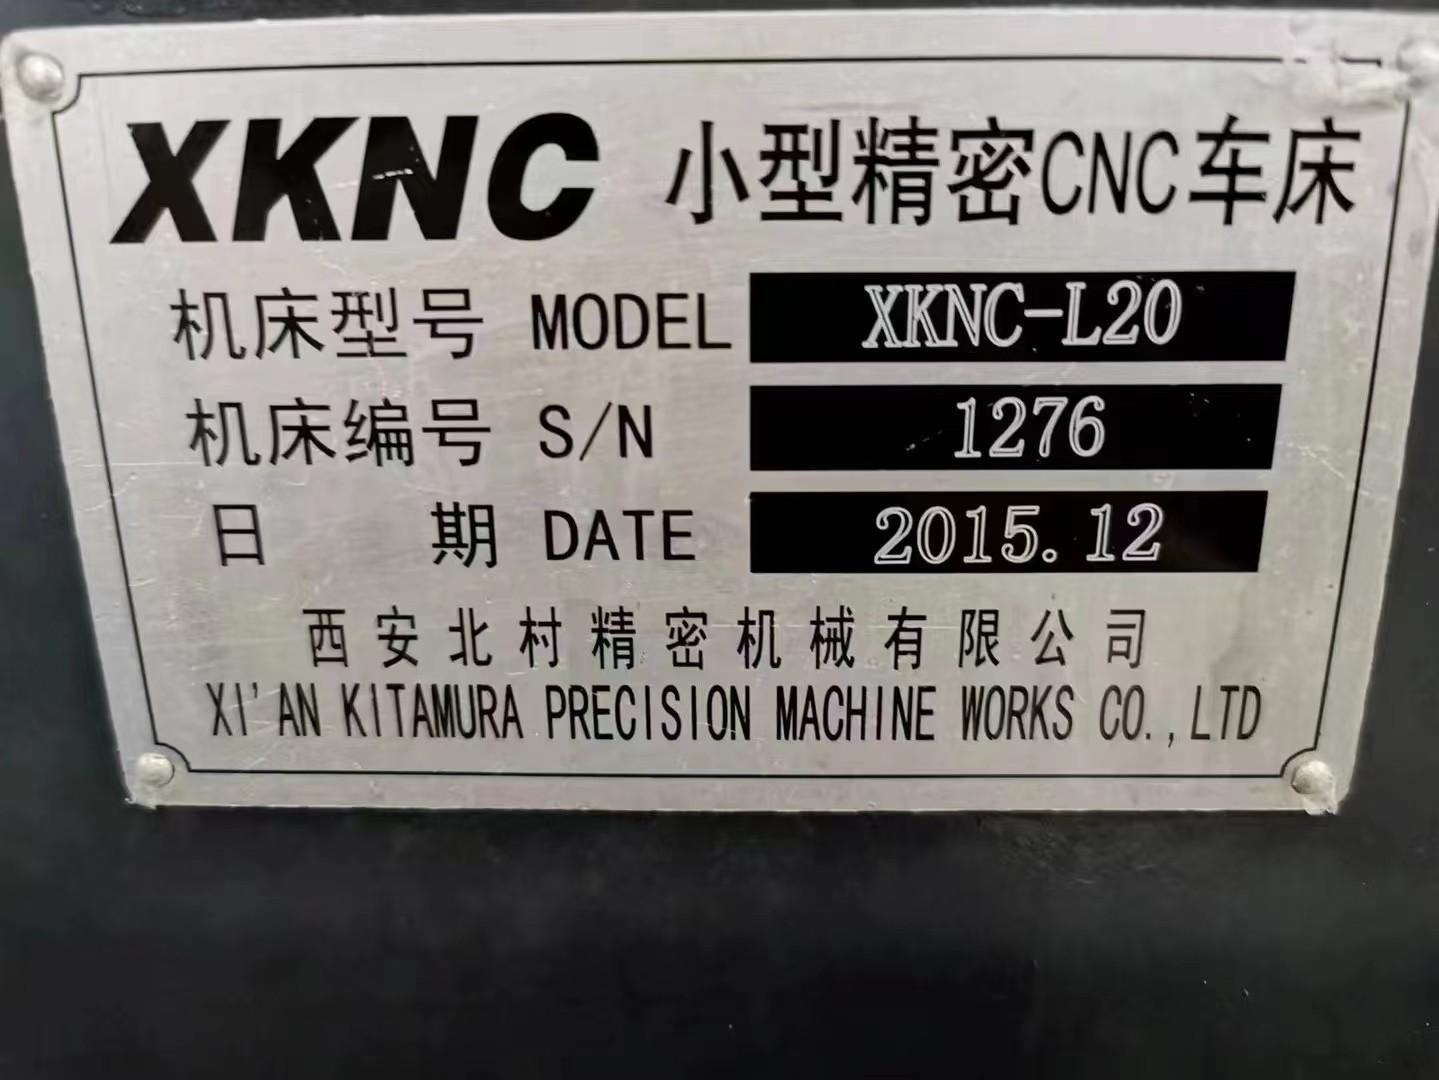 XKNC 小型精密CNC车床
机床型号 MODEL XKNC-L20
机床编号 S/N 1276
日 期 DATE 2015.12
西安北村精密机械有限公司
XI'AN KITAMURA PRECISION MACHINE WORKS CO.,LTD